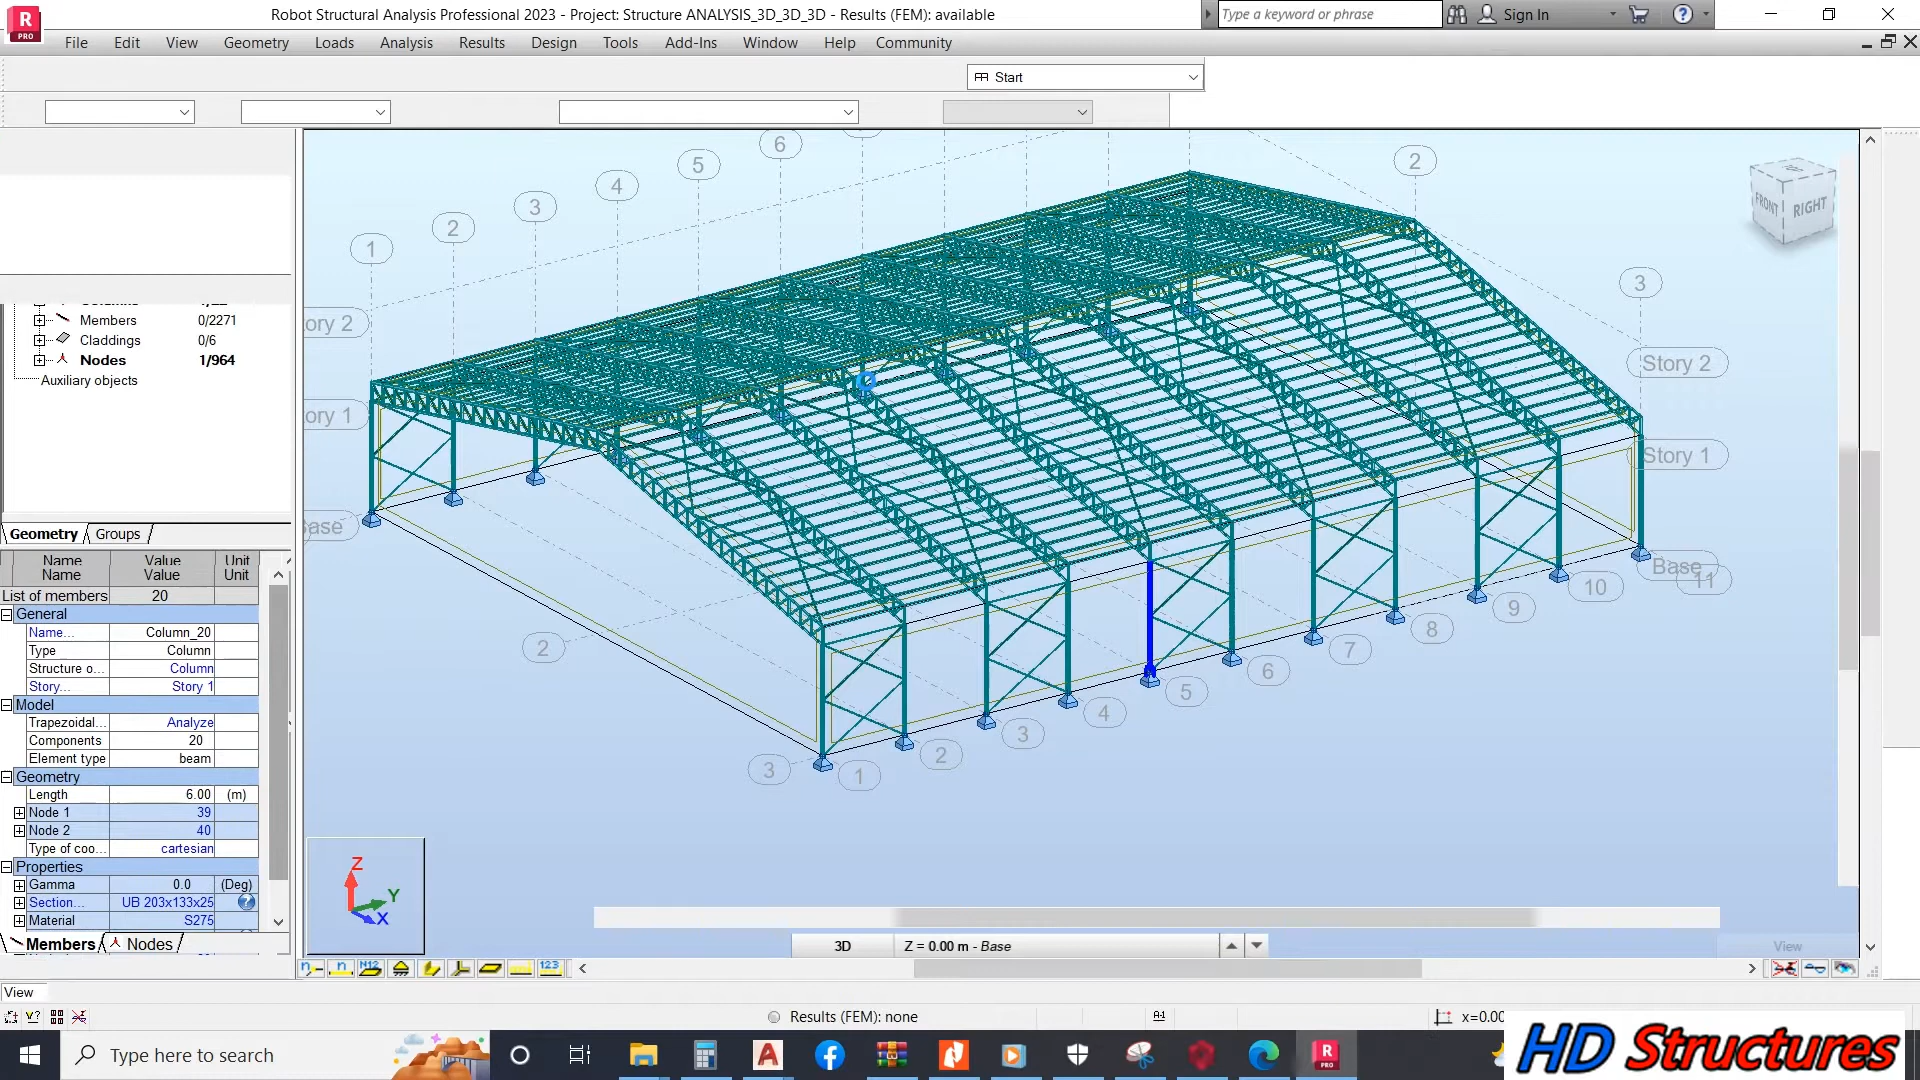 R PRO
Robot Structural Analysis Professional 2023 - Project: Structure ANALYSIS_3D_3D_3D - Results (FEM): available
Type a keyword or phrase
Sign In
File Edit View Geometry Loads Analysis Results Design Tools Add-Ins Window Help Community
Start
Members 0/2271
Claddings 0/6
Nodes 1/964
Auxiliary objects
Geometry Groups
Name Value Unit
Name Value Unit
List of members 20
General
Name... Column_20
Type Column
Structure o... Column
Story... Story 1
Model
Trapezoidal... Analyze
Components 20
Element type beam
Geometry
Length 6.00 (m)
Node 1 39
Node 2 40
Type of coo... cartesian
Properties
Gamma 0.0 (Deg)
Section... UB 203x133x25
Material S275
Members Nodes
1
2
3
4
5
6
2
3
ory 2
ory 1
ase
Story 2
Story 1
Base
11
10
9
8
7
6
5
4
3
2
1
3
2
FRONT RIGHT
Z
Y
X
3D Z = 0.00 m - Base
View
View
Results (FEM): none
x=0.00
Type here to search
HD Structures